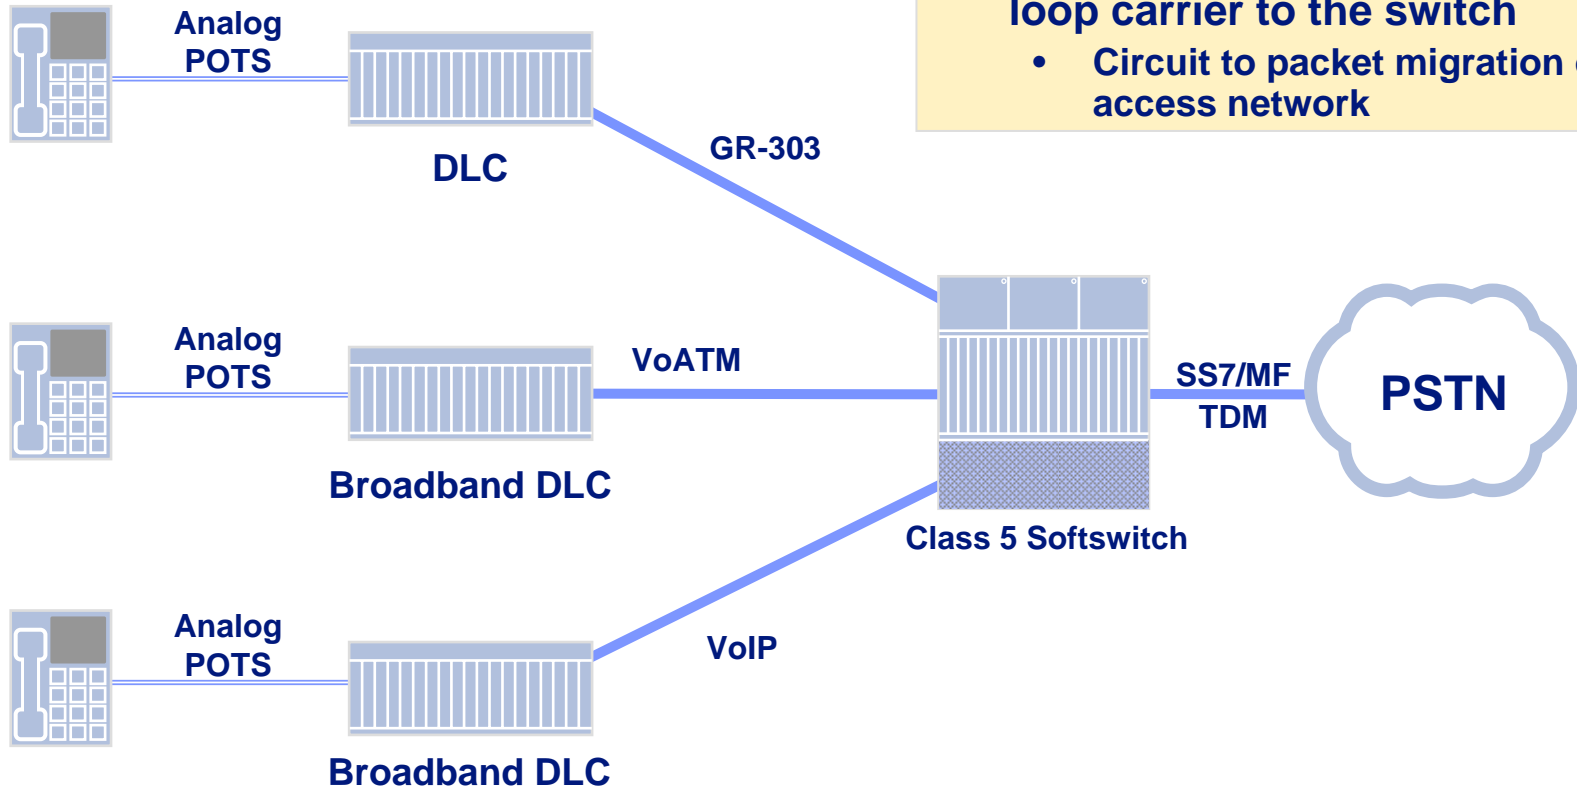 loop carrier to the switch
• Circuit to packet migration
access network
Analog
POTS
DLC
GR-303
Analog
POTS
VoATM
Broadband DLC
SS7/MF
TDM
PSTN
Class 5 Softswitch
Analog
POTS
VoIP
Broadband DLC